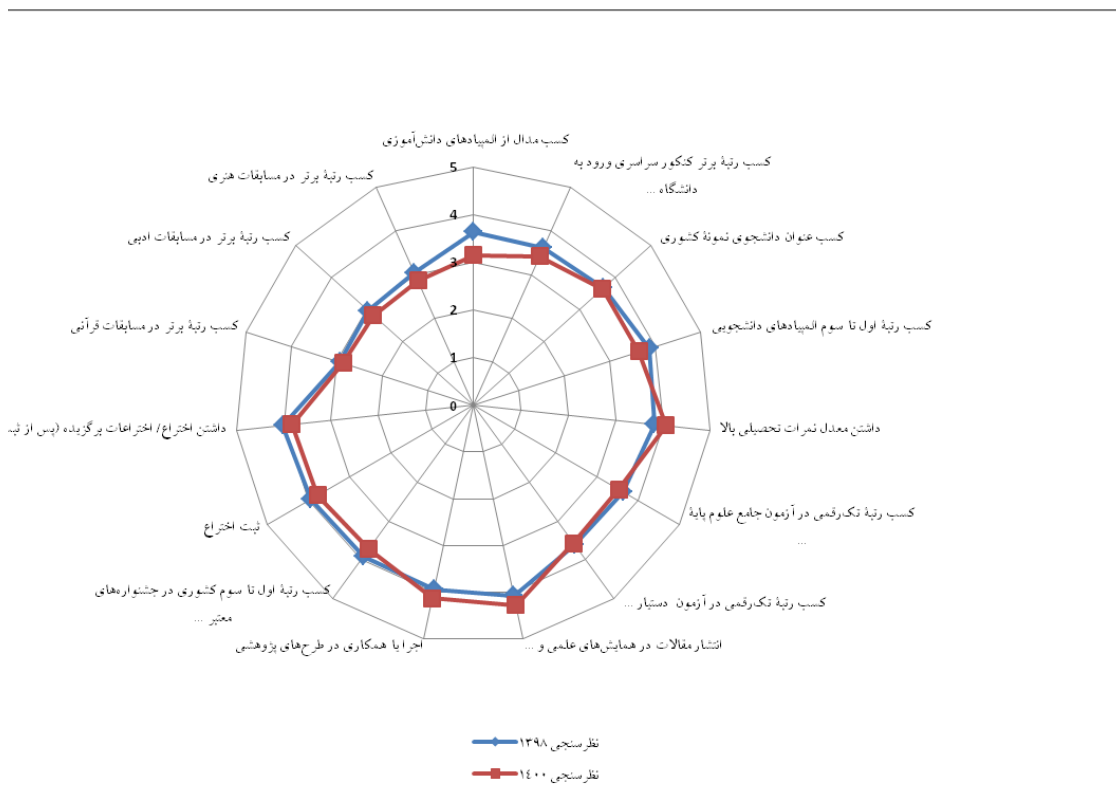 کسب مدال از المپیادهای دانش‌آموزی
کسب رتبهٔ برتر کنکور سراسری ورود به
دانشگاه ...
کسب عنوان دانشجوی نمونهٔ کشوری
کسب رتبهٔ اول تا سوم المپیادهای دانشجویی
داشتن معدل نمرات تحصیلی بالا
کسب رتبهٔ تک‌رقمی در آزمون جامع علوم پایهٔ
...
کسب رتبهٔ تک‌رقمی در آزمون دستیار ...
انتشار مقالات در همایش‌های علمی و ...
اجرا یا همکاری در طرح‌های پژوهشی
کسب رتبهٔ اول تا سوم کشوری در جشنواره‌های
معتبر ...
ثبت اختراع
داشتن اختراع/ اختراعات برگزیده (پس از
کسب رتبهٔ برتر در مسابقات قرآنی
کسب رتبهٔ برتر در مسابقات ادبی
کسب رتبهٔ برتر در مسابقات هنری
5
4
3
2
1
0
نظرسنجی ۱۳۹۸
نظرسنجی ۱٤۰۰